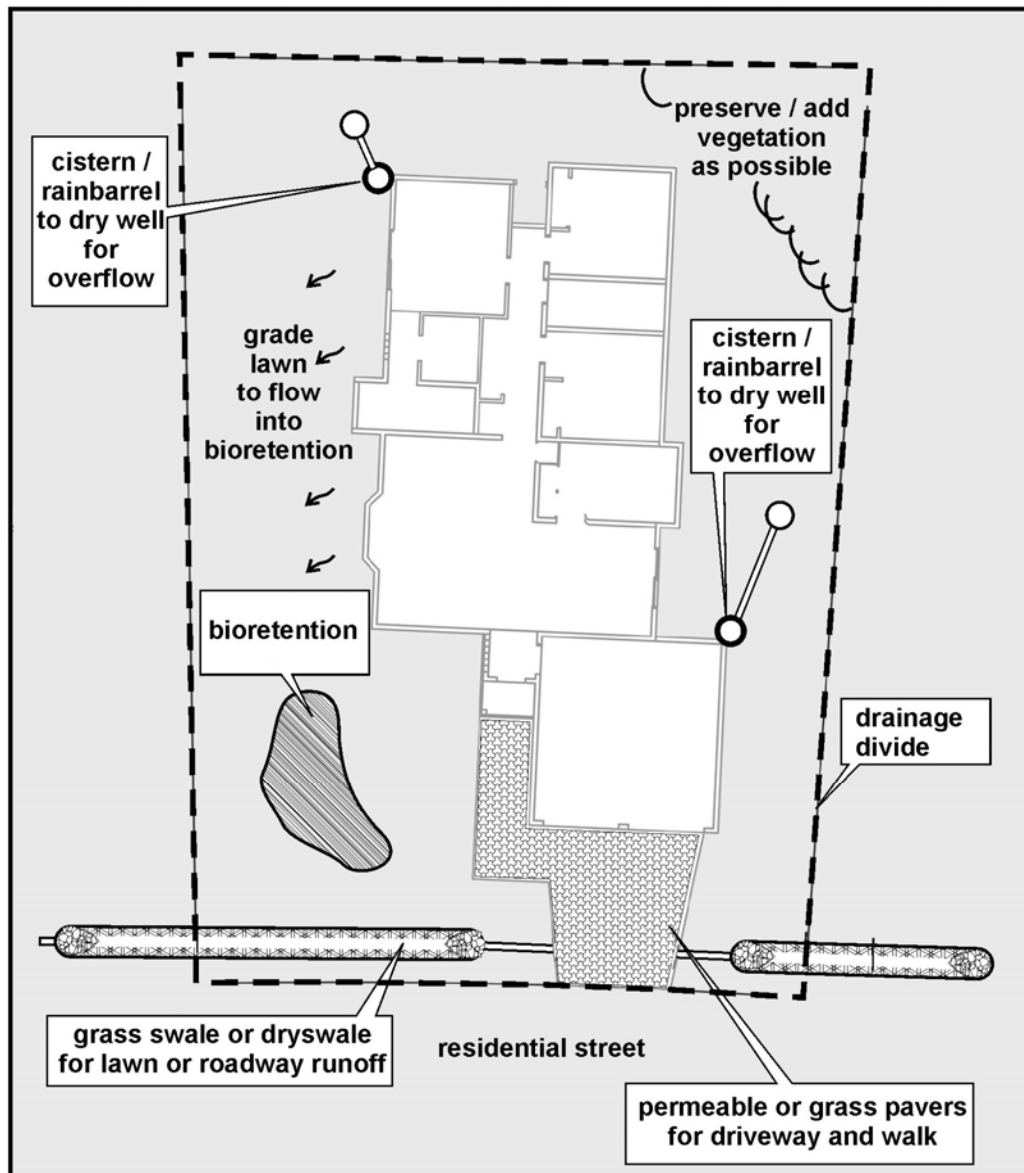 preserve / add
vegetation
as possible
cistern /
rainbarrel
to dry well
for
overflow
grade
lawn
to flow
into
bioretention
cistern /
rainbarrel
to dry well
for
overflow
bioretention
drainage
divide
grass swale or dryswale
for lawn or roadway runoff
residential street
permeable or grass pavers
for driveway and walk